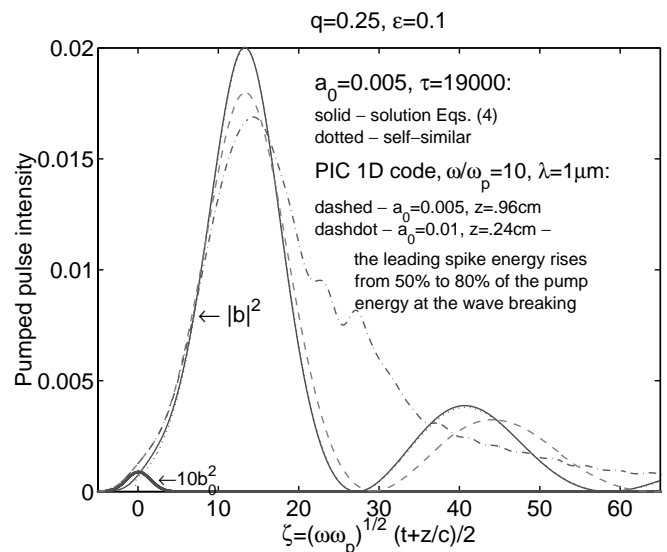 q=0.25, ε=0.1
Pumped pulse intensity
0.02
0.015
0.01
0.005
0
a₀=0.005, τ=19000:
solid – solution Eqs. (4)
dotted – self–similar
PIC 1D code, ω/ωₚ=10, λ=1μm:
dashed – a₀=0.005, z=.96cm
dashdot – a₀=0.01, z=.24cm –
the leading spike energy rises
from 50% to 80% of the pump
energy at the wave breaking
← |b|²
←10b₀²
0 10 20 30 40 50 60
ζ=(ωωₚ)^1/2 (t+z/c)/2